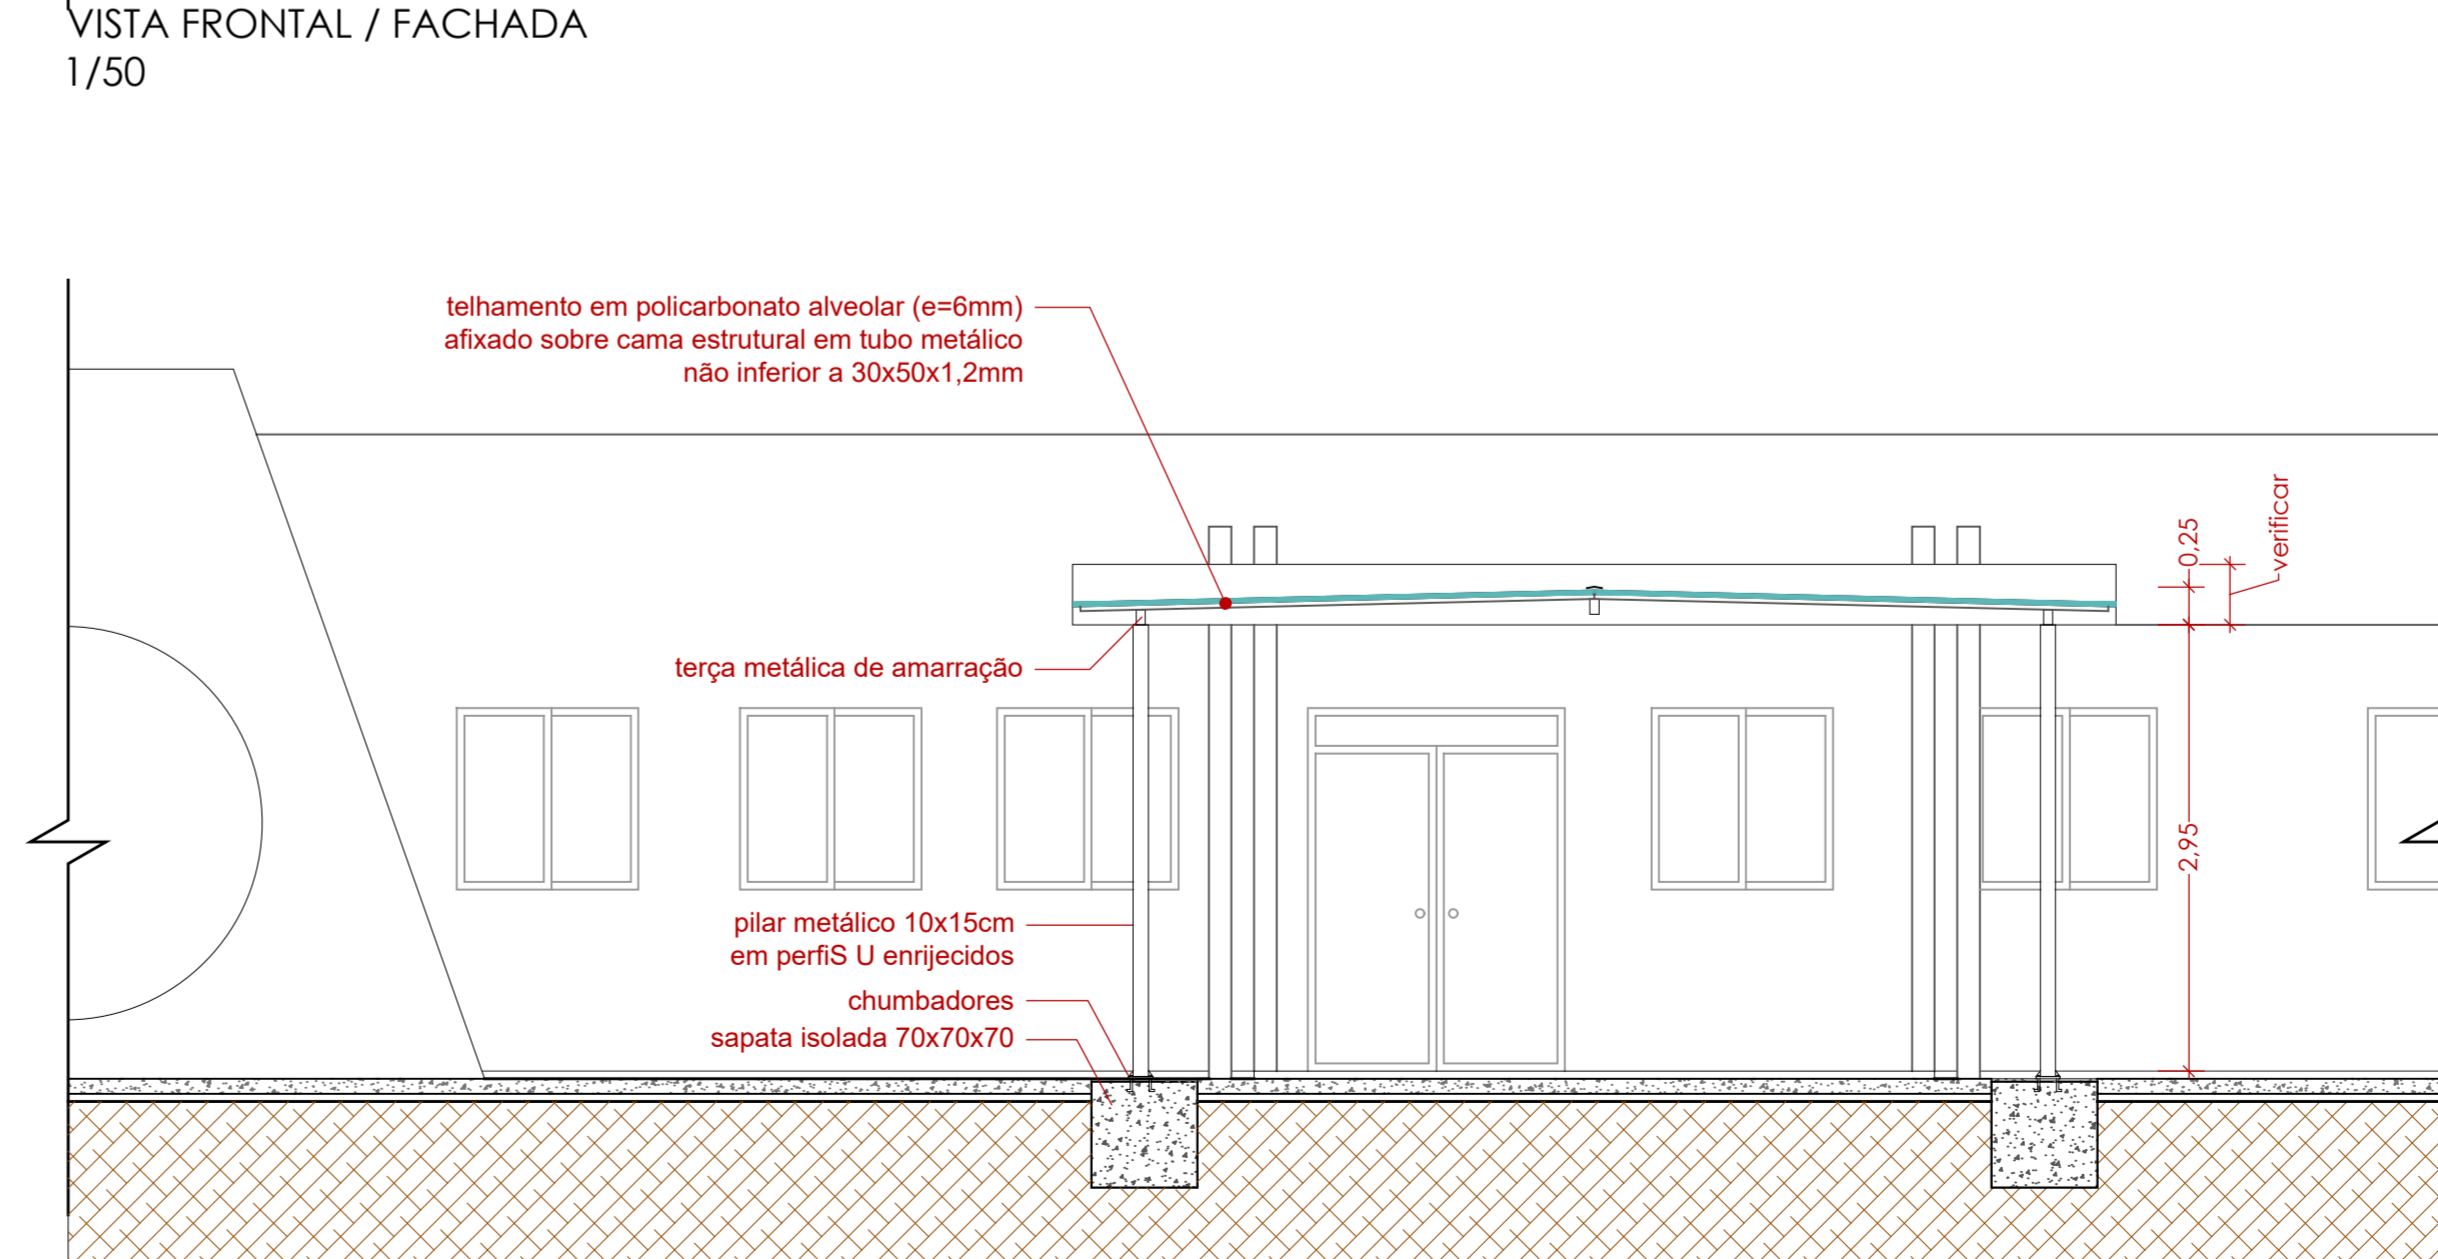 VISTA FRONTAL / FACHADA
1/50
telhamento em policarbonato alveolar (e=6mm)
afixado sobre cama estrutural em tubo metálico
não inferior a 30x50x1,2mm
verificar
0,25
terça metálica de amarração
2,95
pilar metálico 10x15cm
em perfiS U enrijecidos
chumbadores
sapata isolada 70x70x70